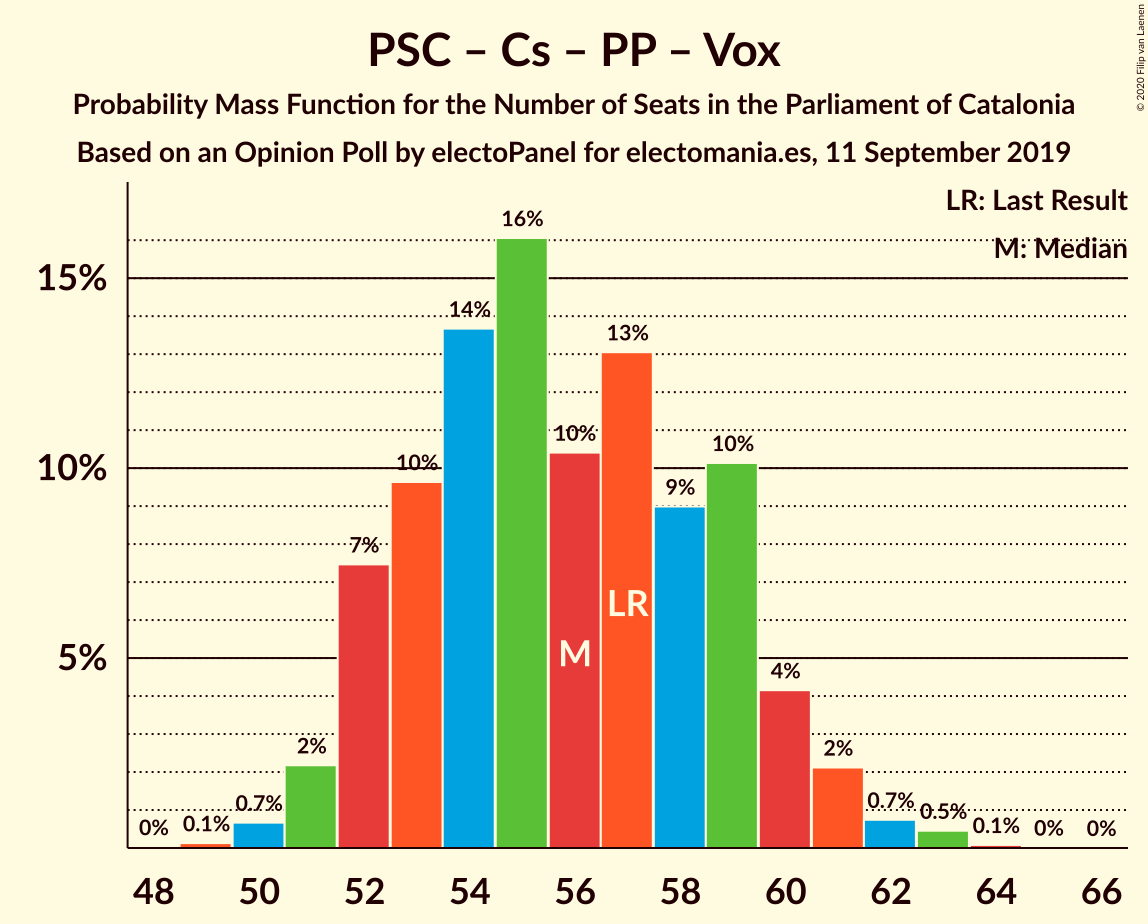 PSC – Cs – PP – Vox
Probability Mass Function for the Number of Seats in the Parliament of Catalonia
Based on an Opinion Poll by electoPanel for electomania.es, 11 September 2019
© 2020 Filip van Laenen
LR: Last Result
M: Median
15%
10%
5%
0%
0.1%
0.7%
2%
7%
10%
14%
16%
10%
13%
9%
10%
4%
2%
0.7%
0.5%
0.1%
0%
0%
LR
M
48 50 52 54 56 58 60 62 64 66